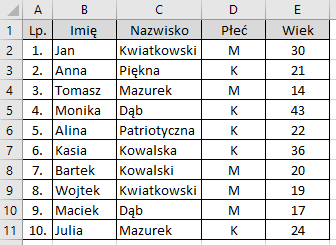 A B C D E
1 Lp. Imię Nazwisko Płeć Wiek
2 1. Jan Kwiatkowski M 30
3 2. Anna Piękna K 21
4 3. Tomasz Mazurek M 14
5 4. Monika Dąb K 43
6 5. Alina Patriotyczna K 22
7 6. Kasia Kowalska K 36
8 7. Bartek Kowalski M 20
9 8. Wojtek Kwiatkowski M 19
10 9. Maciek Dąb M 17
11 10. Julia Mazurek K 24